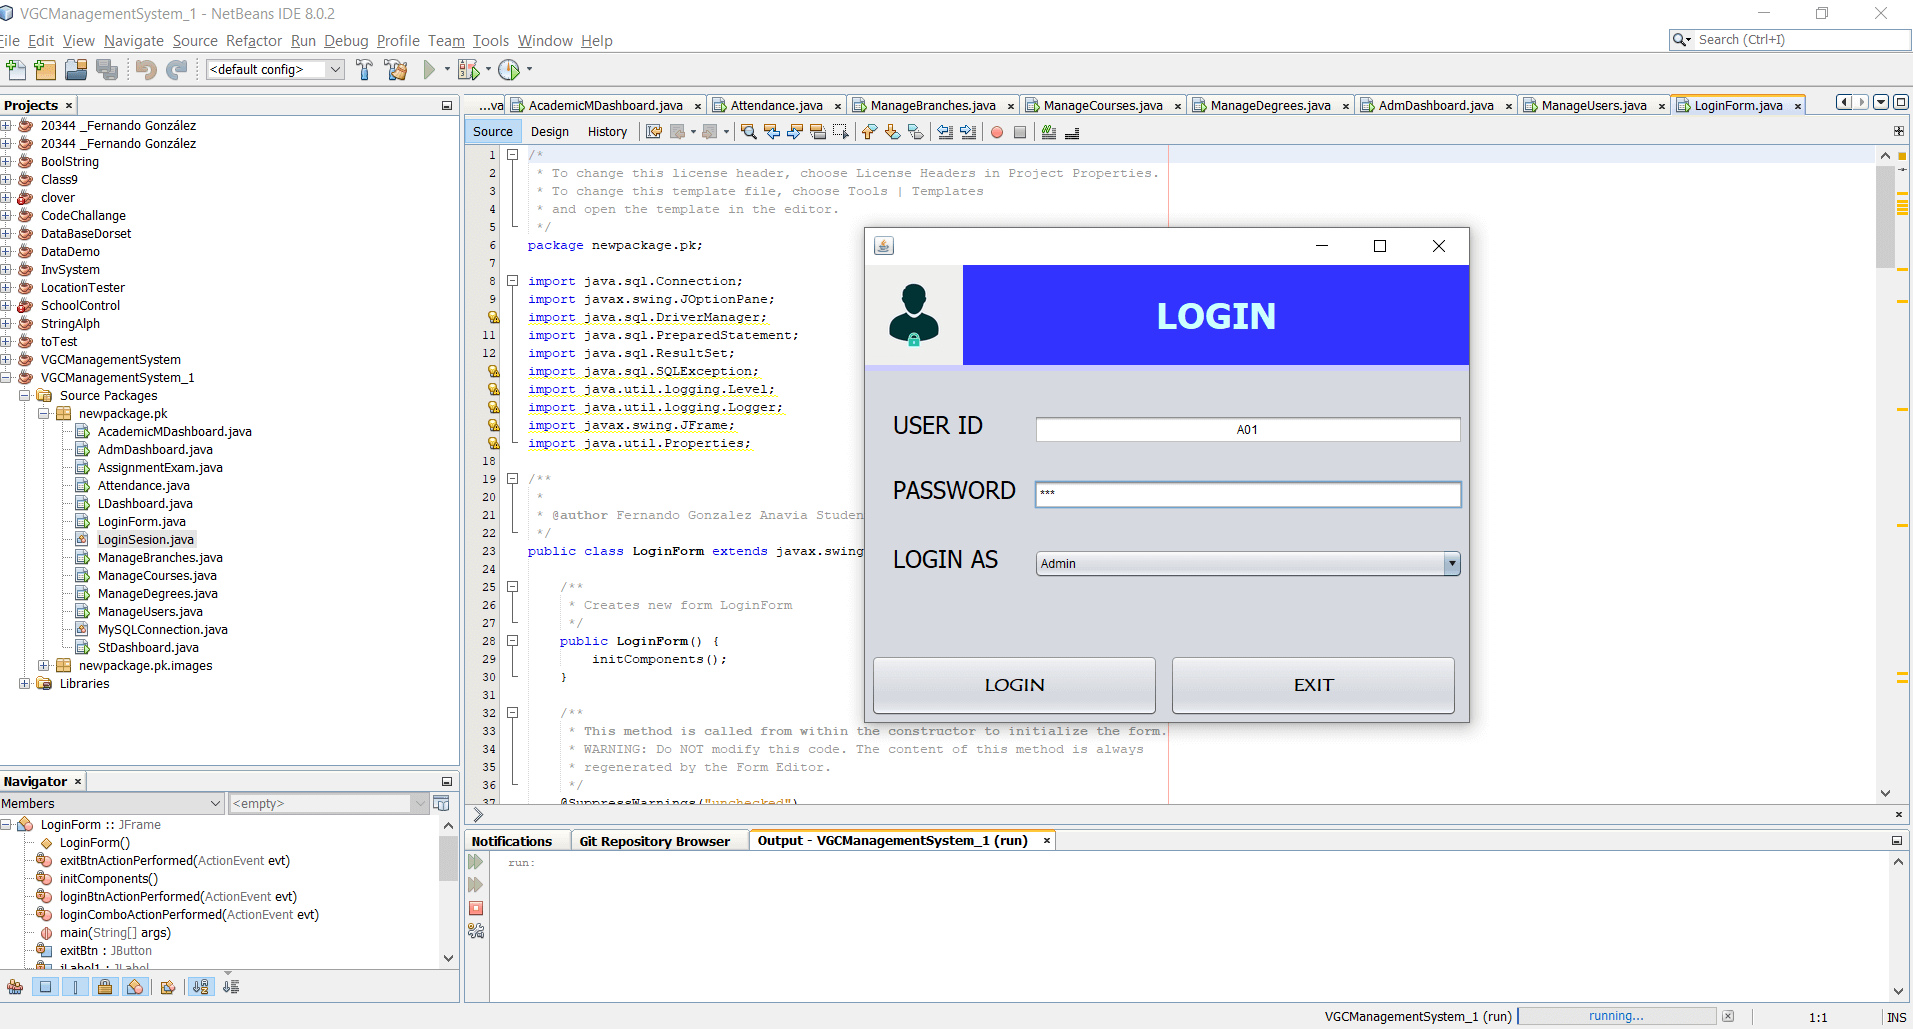 VGCManagementSystem_1 - NetBeans IDE 8.0.2
File Edit View Navigate Source Refactor Run Debug Profile Team Tools Window Help
Search (Ctrl+I)
<default config>
Projects
20344 _Fernando González
20344 _Fernando González
BoolString
Class9
clover
CodeChallange
DataBaseDorset
DataDemo
InvSystem
LocationTester
SchoolControl
StringAlph
toTest
VGCManagementSystem
VGCManagementSystem_1
Source Packages
newpackage.pk
AcademicMDashboard.java
AdmDashboard.java
AssignmentExam.java
Attendance.java
LDashboard.java
LoginForm.java
LoginSesion.java
ManageBranches.java
ManageCourses.java
ManageDegrees.java
ManageUsers.java
MySQLConnection.java
StDashboard.java
newpackage.pk.images
Libraries
Navigator
Members
<empty>
LoginForm :: JFrame
LoginForm()
exitBtnActionPerformed(ActionEvent evt)
initComponents()
loginBtnActionPerformed(ActionEvent evt)
loginComboActionPerformed(ActionEvent evt)
main(String[] args)
exitBtn : JButton
jLabel1 : JLabel
...va AcademicMDashboard.java Attendance.java ManageBranches.java ManageCourses.java ManageDegrees.java AdmDashboard.java ManageUsers.java LoginForm.java
Source Design History
1 /*
2 * To change this license header, choose License Headers in Project Properties.
3 * To change this template file, choose Tools | Templates
4 * and open the template in the editor.
5 */
6 package newpackage.pk;
7
8 import java.sql.Connection;
9 import javax.swing.JOptionPane;
import java.sql.DriverManager;
11 import java.sql.PreparedStatement;
12 import java.sql.ResultSet;
import java.sql.SQLException;
import java.util.logging.Level;
import java.util.logging.Logger;
import javax.swing.JFrame;
import java.util.Properties;
18
19 /**
20 *
21 * @author Fernando Gonzalez Anavia Studen
22 */
23 public class LoginForm extends javax.swing
24
25 /**
26 * Creates new form LoginForm
27 */
28 public LoginForm() {
29 initComponents();
30 }
31
32 /**
33 * This method is called from within the constructor to initialize the form.
34 * WARNING: Do NOT modify this code. The content of this method is always
35 * regenerated by the Form Editor.
36 */
37 @SuppressWarnings("unchecked")
LOGIN
USER ID
A01
PASSWORD
***
LOGIN AS
Admin
LOGIN
EXIT
Notifications Git Repository Browser Output - VGCManagementSystem_1 (run)
run:
VGCManagementSystem_1 (run) running... 1:1 INS